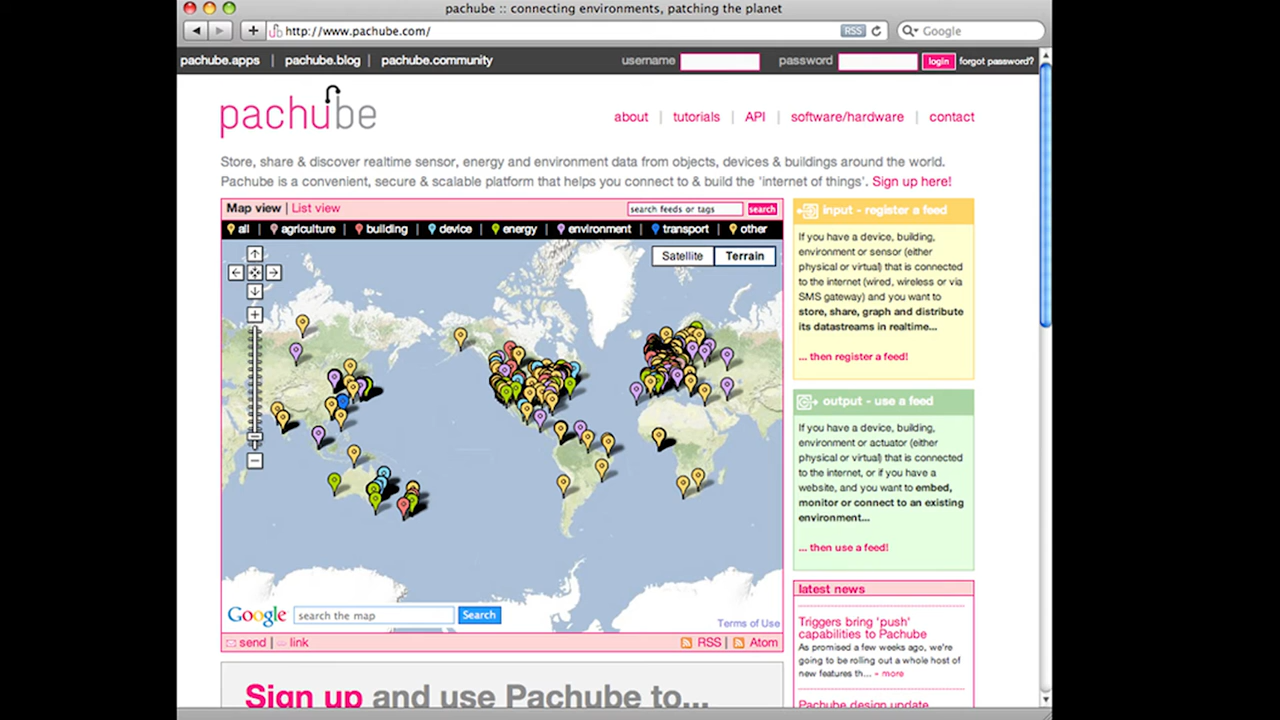 pachube :: connecting environments, patching the planet
http://www.pachube.com/
RSS
Google
pachube.apps | pachube.blog | pachube.community
username
password
login
forgot password?
pachube
about | tutorials | API | software/hardware | contact
Store, share & discover realtime sensor, energy and environment data from objects, devices & buildings around the world.
Pachube is a convenient, secure & scalable platform that helps you connect to & build the 'internet of things'. Sign up here!
Map view | List view
search feeds or tags
search
all | agriculture | building | device | energy | environment | transport | other
Satellite
Terrain
Google
search the map
Search
Terms of Use
send | link
RSS | Atom
Sign up and use Pachube to...
input - register a feed
If you have a device, building,
environment or sensor (either
physical or virtual) that is connected
to the internet (wired, wireless or via
SMS gateway) and you want to
store, share, graph and distribute
its datastreams in realtime...
... then register a feed!
output - use a feed
If you have a device, building,
environment or actuator (either
physical or virtual) that is connected
to the internet, or if you have a
website, and you want to embed,
monitor or connect to an existing
environment...
... then use a feed!
latest news
Triggers bring 'push'
capabilities to Pachube
As promised a few weeks ago, we're
going to be rolling out a whole host of
new features th... » more
Pachube design update